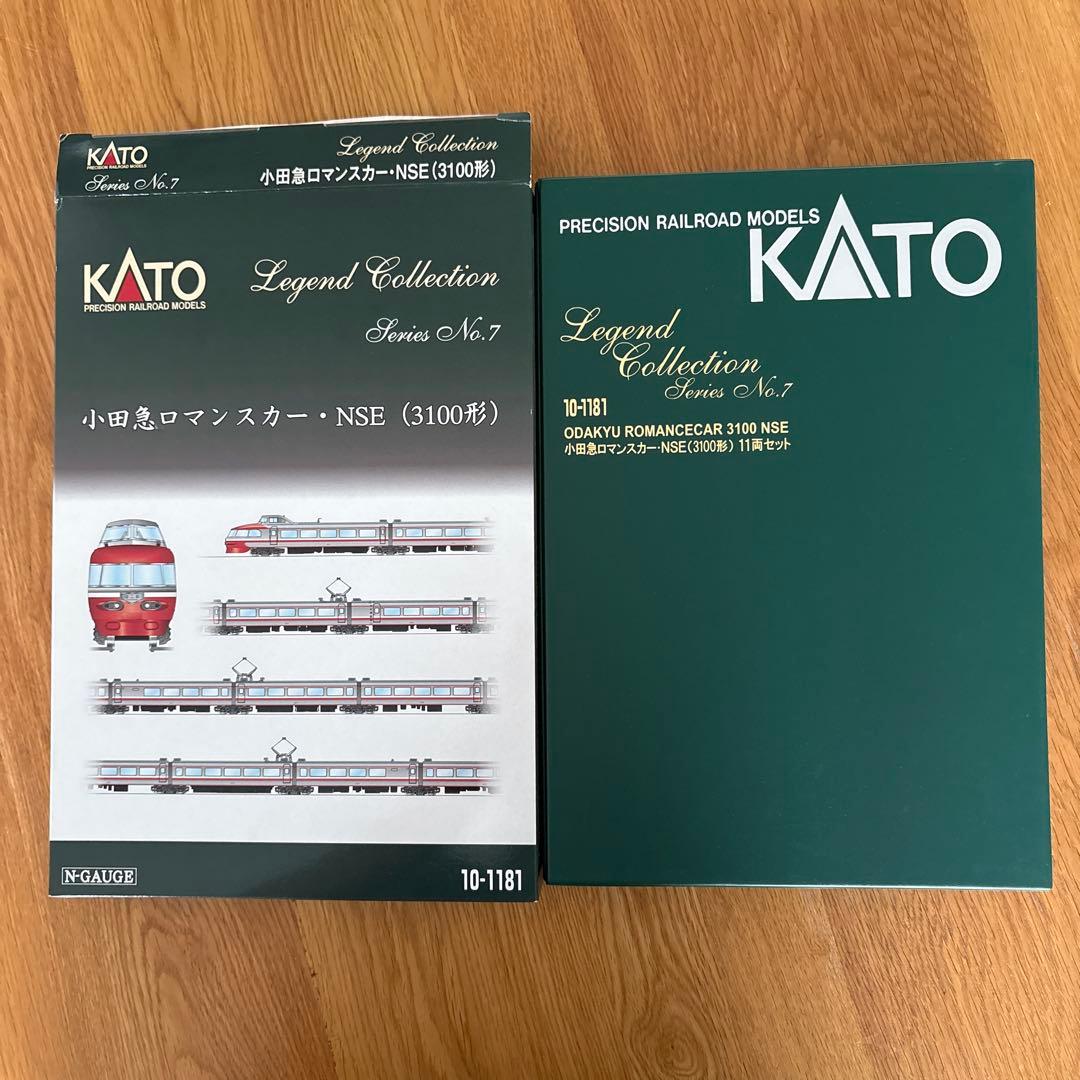 KATO
PRECISION RAILROAD MODELS
Series No.7
Legend Collection
小田急ロマンスカー・NSE(3100形)
KATO
PRECISION RAILROAD MODELS
Legend Collection
Series No.7
小田急ロマンスカー・NSE(3100形)
N-GAUGE
10-1181
PRECISION RAILROAD MODELS
KATO
Legend
Collection
Series No.7
10-1181
ODAKYU ROMANCECAR 3100 NSE
小田急ロマンスカー・NSE(3100形) 11両セット